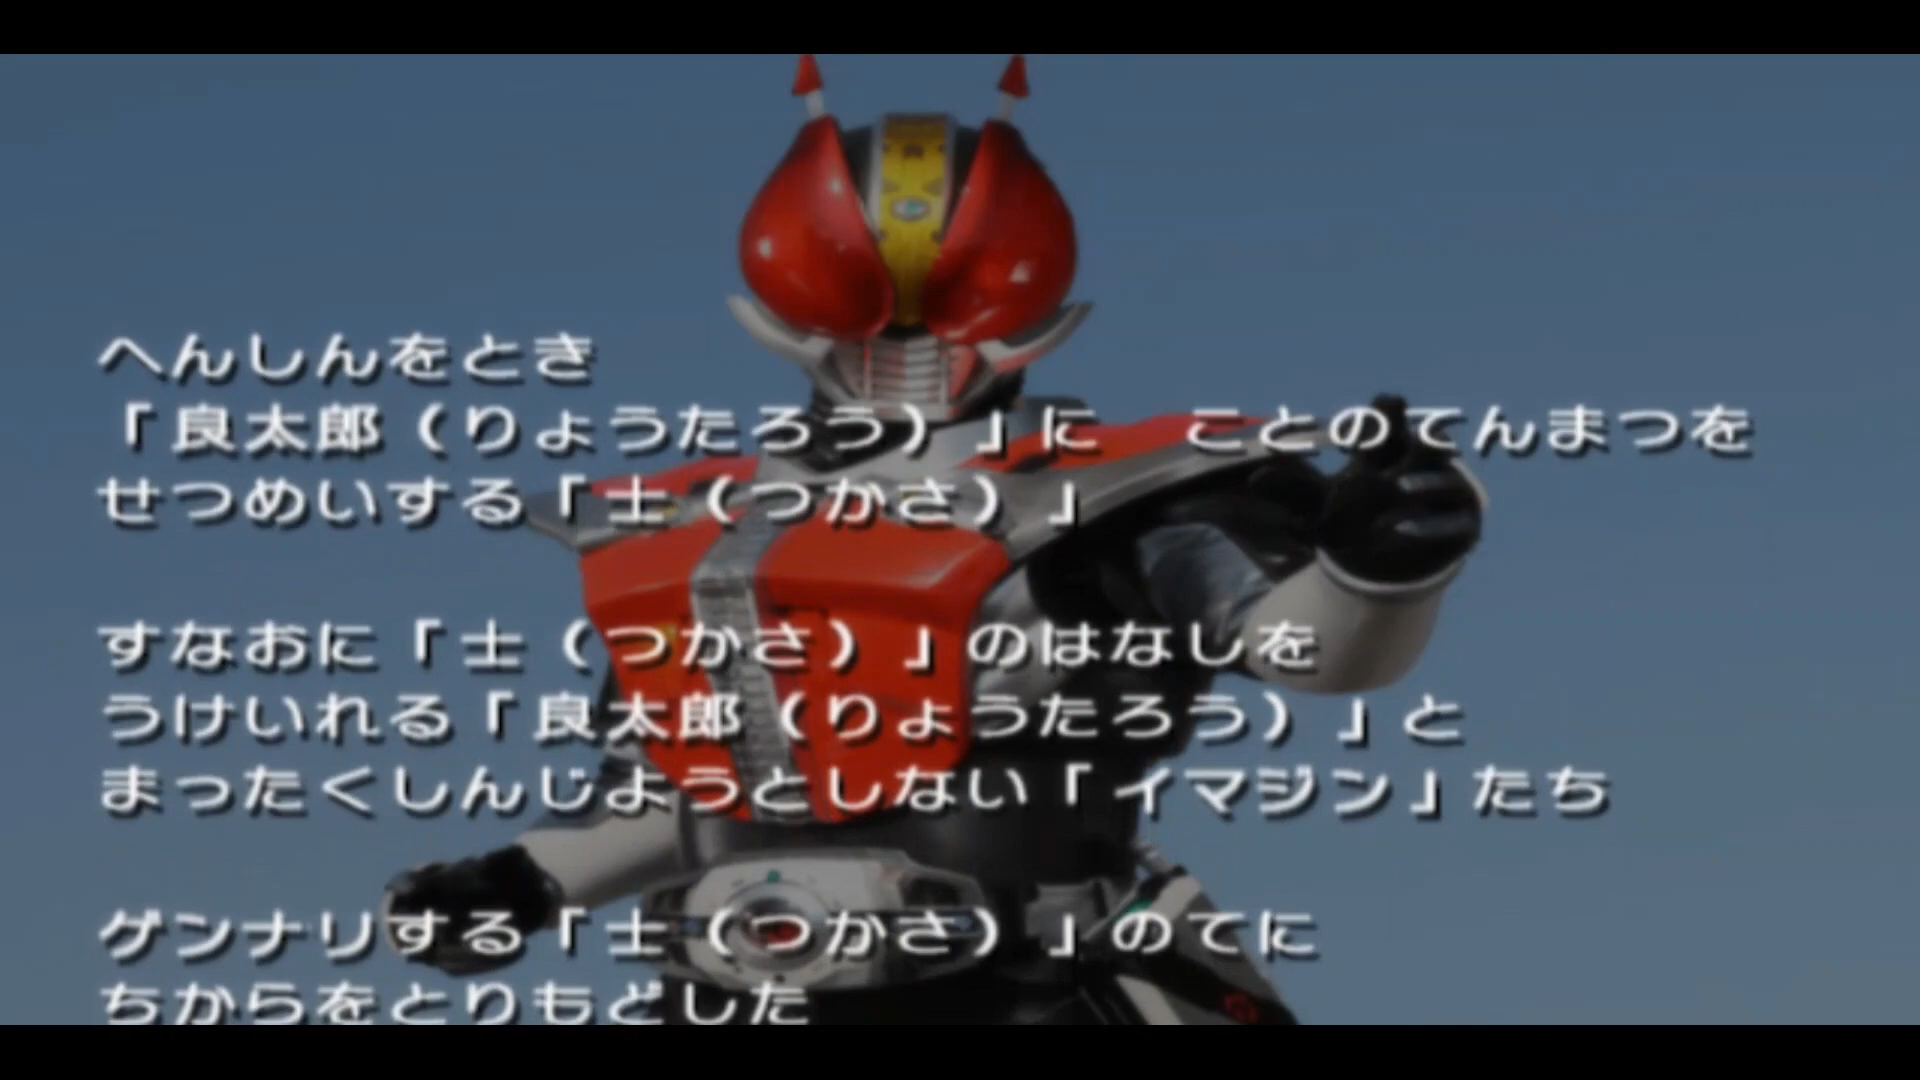 へんしんをとき
「良太郎（りょうたろう）」に　ことのてんまつを
せつめいする「士（つかさ）」
すなおに「士（つかさ）」のはなしを
うけいれる「良太郎（りょうたろう）」と
まったくしんじようとしない「イマジン」たち
ゲンナリする「士（つかさ）」のてに
ちからをとりもどした